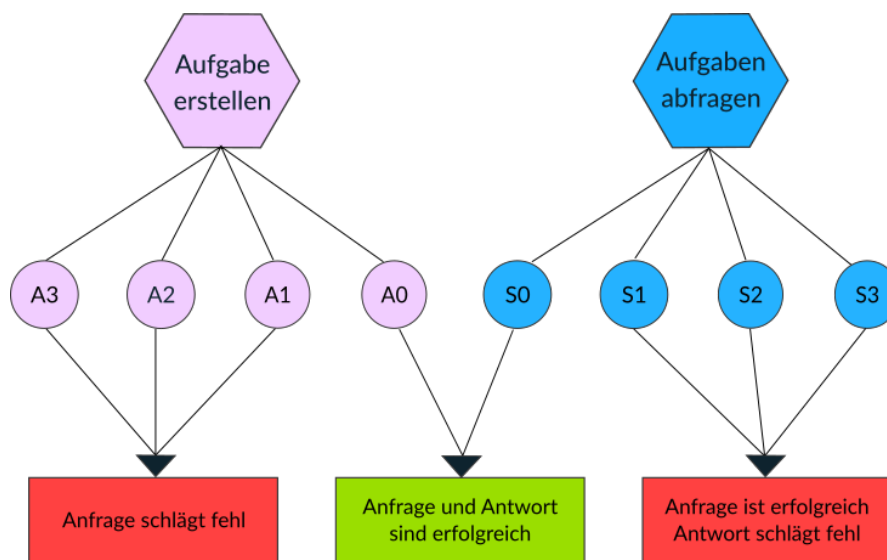 Aufgabe
erstellen
Aufgaben
abfragen
A3
A2
A1
A0
S0
S1
S2
S3
Anfrage schlägt fehl
Anfrage und Antwort
sind erfolgreich
Anfrage ist erfolgreich
Antwort schlägt fehl